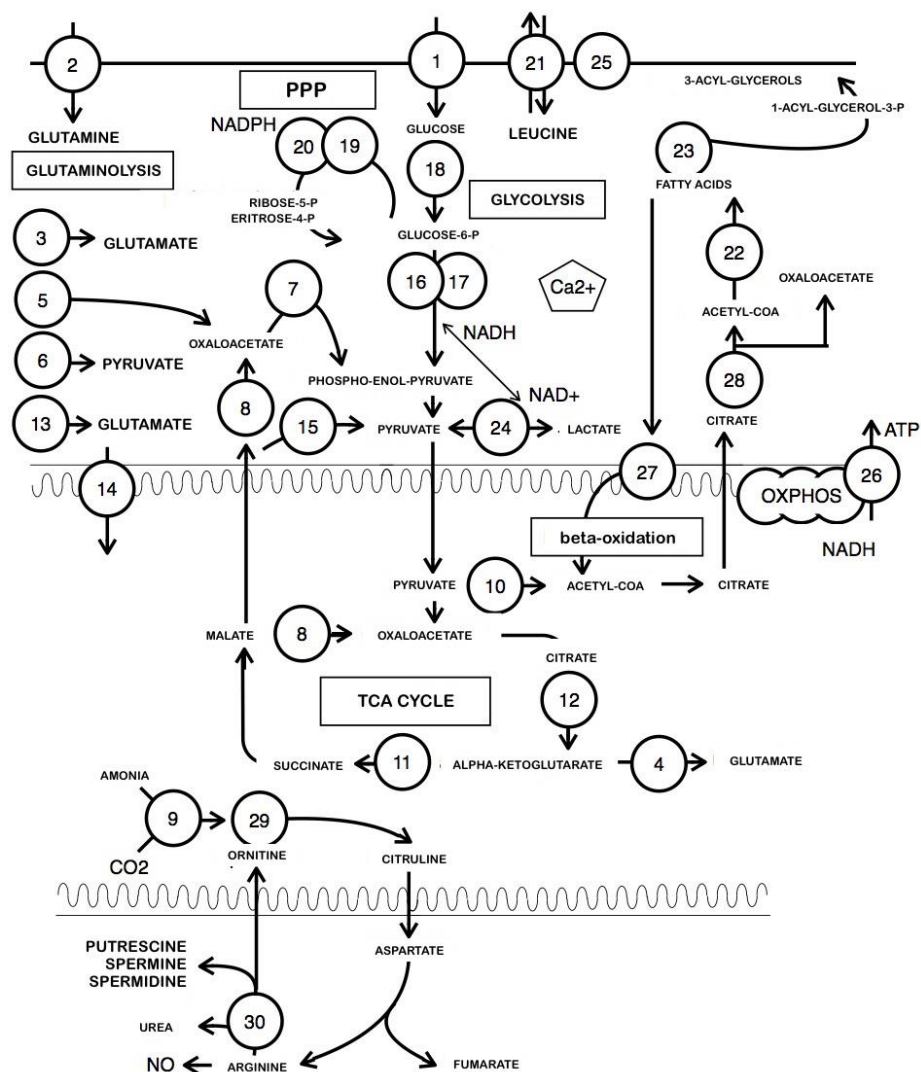 2
1
21
25
3-ACYL-GLYCEROLS
PPP
1-ACYL-GLYCEROL-3-P
NADPH
GLUCOSE
LEUCINE
GLUTAMINE
20
19
23
GLUTAMINOLYSIS
18
FATTY ACIDS
RIBOSE-5-P
ERITROSE-4-P
GLYCOLYSIS
3
GLUTAMATE
GLUCOSE-6-P
22
16
17
OXALOACETATE
5
7
Ca2+
ACETYL-COA
NADH
OXALOACETATE
6
PYRUVATE
PHOSPHO-ENOL-PYRUVATE
28
NAD+
8
CITRATE
13
GLUTAMATE
15
PYRUVATE
24
LACTATE
ATP
14
27
26
OXPHOS
beta-oxidation
NADH
PYRUVATE
10
ACETYL-COA
CITRATE
MALATE
8
OXALOACETATE
CITRATE
TCA CYCLE
12
SUCCINATE
11
ALPHA-KETOGLUTARATE
4
GLUTAMATE
AMONIA
9
29
CO2
ORNITINE
CITRULINE
PUTRESCINE
SPERMINE
SPERMIDINE
ASPARTATE
30
UREA
NO
ARGININE
FUMARATE